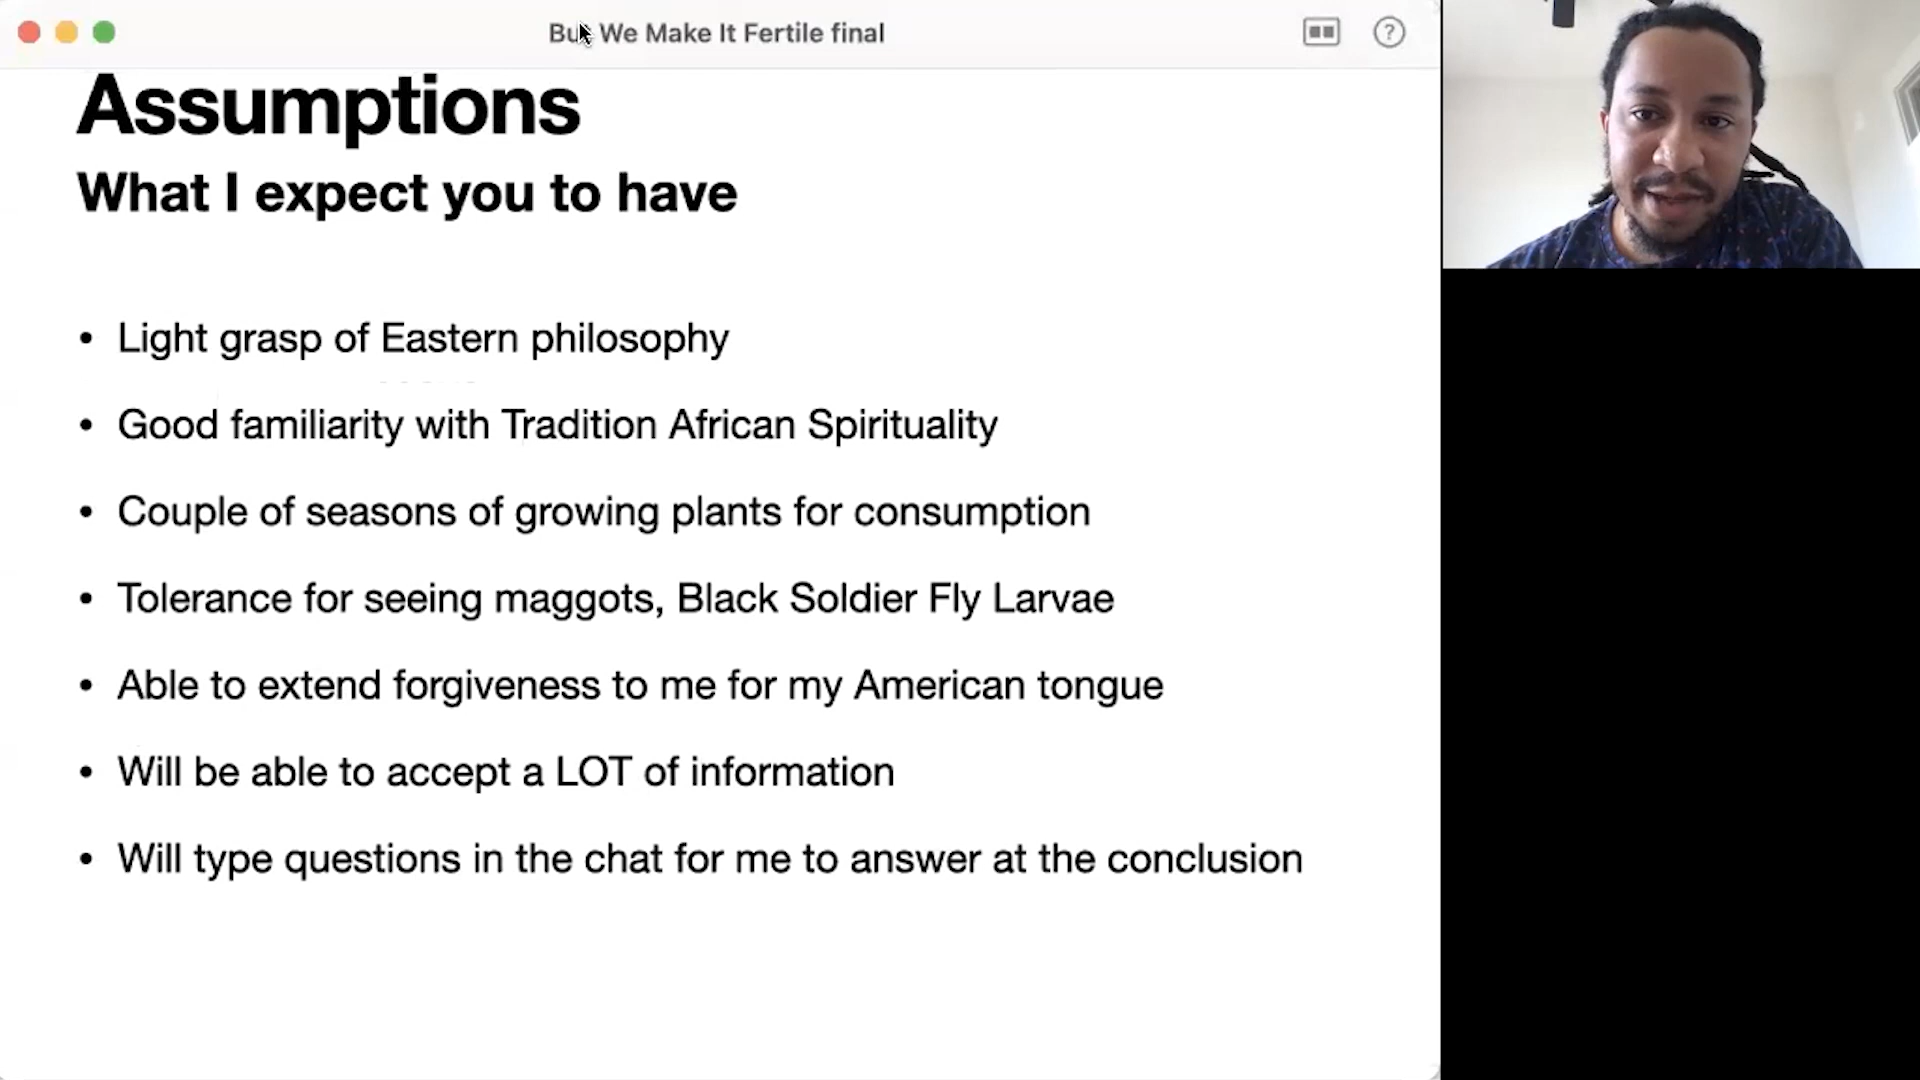 But We Make It Fertile final
Assumptions
What I expect you to have
• Light grasp of Eastern philosophy
• Good familiarity with Tradition African Spirituality
• Couple of seasons of growing plants for consumption
• Tolerance for seeing maggots, Black Soldier Fly Larvae
• Able to extend forgiveness to me for my American tongue
• Will be able to accept a LOT of information
• Will type questions in the chat for me to answer at the conclusion